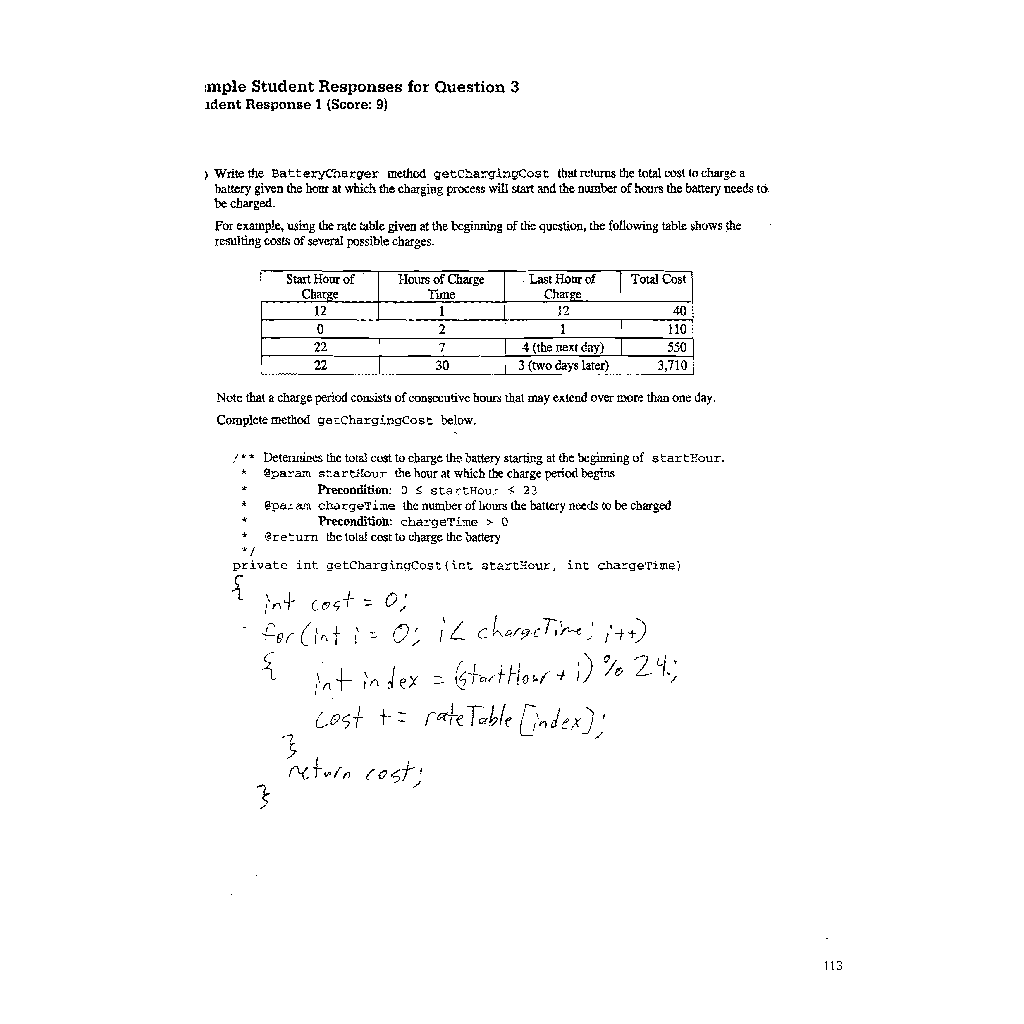 mple Student Responses for Question 3
dent Response 1 (Score: 9)
) Write the BatteryCharger method getChargingCost that returns the total cost to charge a
battery given the hour at which the charging process will start and the number of hours the battery needs to
be charged.
For example, using the rate table given at the beginning of the question, the following table shows the
resulting costs of several possible charges.
Start Hour of Charge | Hours of Charge Time | Last Hour of Charge | Total Cost
12 | 1 | 12 | 40
0 | 2 | 1 | 110
22 | 7 | 4 (the next day) | 550
22 | 30 | 3 (two days later) | 3,710
Note that a charge period consists of consecutive hours that may extend over more than one day.
Complete method getChargingCost below.
/** Determines the total cost to charge the battery starting at the beginning of startHour.
* @param startHour the hour at which the charge period begins
* Precondition: 0 ≤ startHour ≤ 23
* @param chargeTime the number of hours the battery needs to be charged
* Precondition: chargeTime > 0
* @return the total cost to charge the battery
*/
private int getChargingCost(int startHour, int chargeTime)
{
int cost = 0;
for(int i = 0; i < chargeTime; i++)
{
int index = (startHour + i) % 24;
cost += rateTable[index];
}
return cost;
}
113